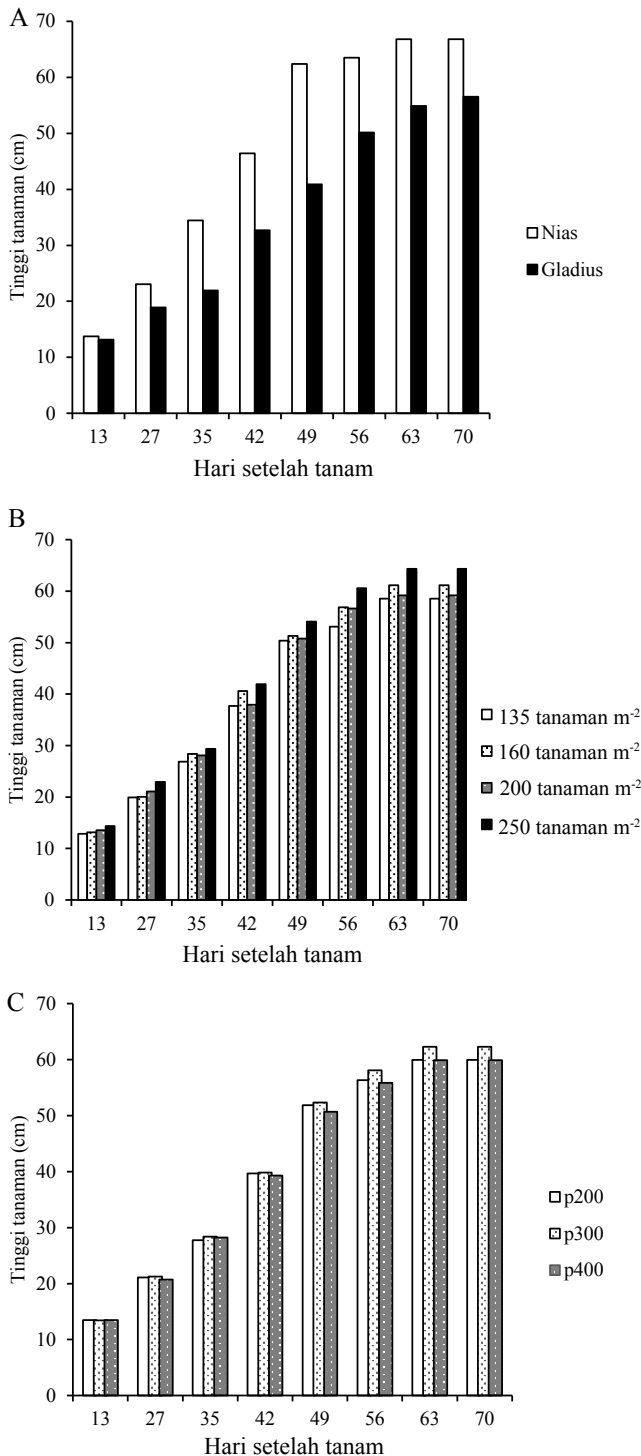 A
Tinggi tanaman (cm)
70
60
50
40
30
20
10
0
13 27 35 42 49 56 63 70
Hari setelah tanam
Nias
Gladius
B
Tinggi tanaman (cm)
70
60
50
40
30
20
10
0
13 27 35 42 49 56 63 70
Hari setelah tanam
135 tanaman m⁻²
160 tanaman m⁻²
200 tanaman m⁻²
250 tanaman m⁻²
C
Tinggi tanaman (cm)
70
60
50
40
30
20
10
0
13 27 35 42 49 56 63 70
Hari setelah tanam
p200
p300
p400